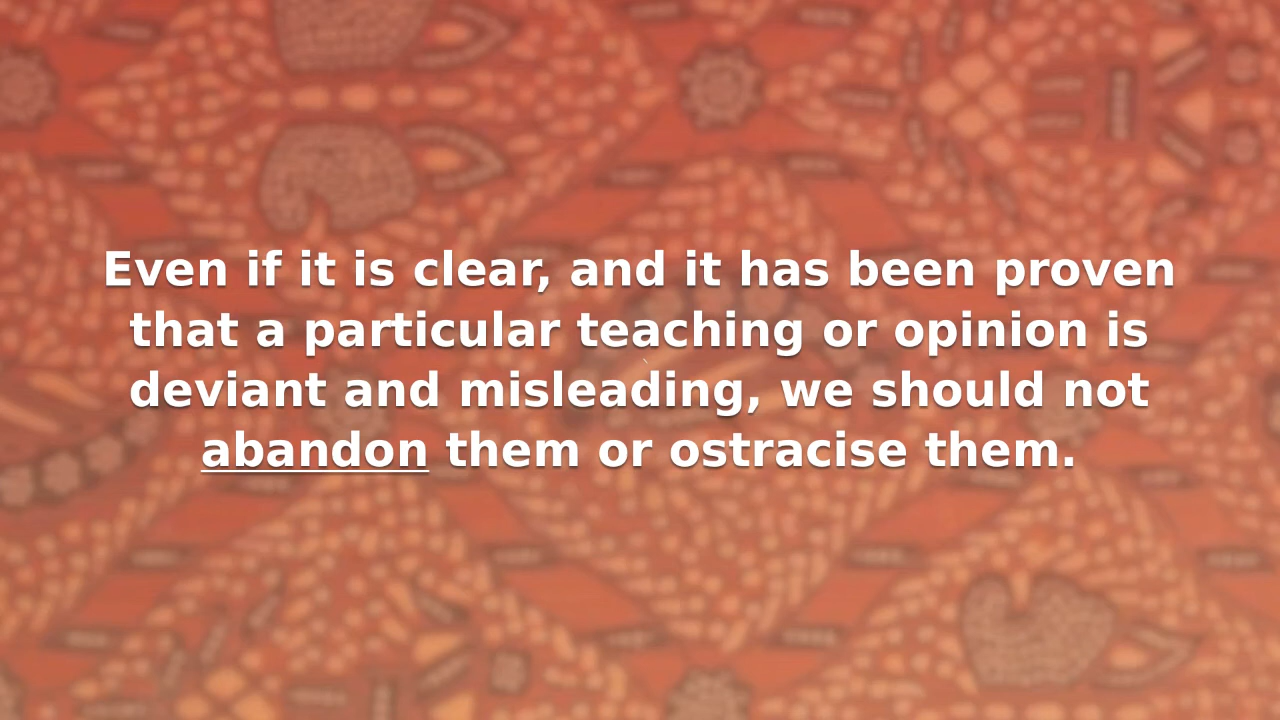 Even if it is clear, and it has been proven
that a particular teaching or opinion is
deviant and misleading, we should not
abandon them or ostracise them.